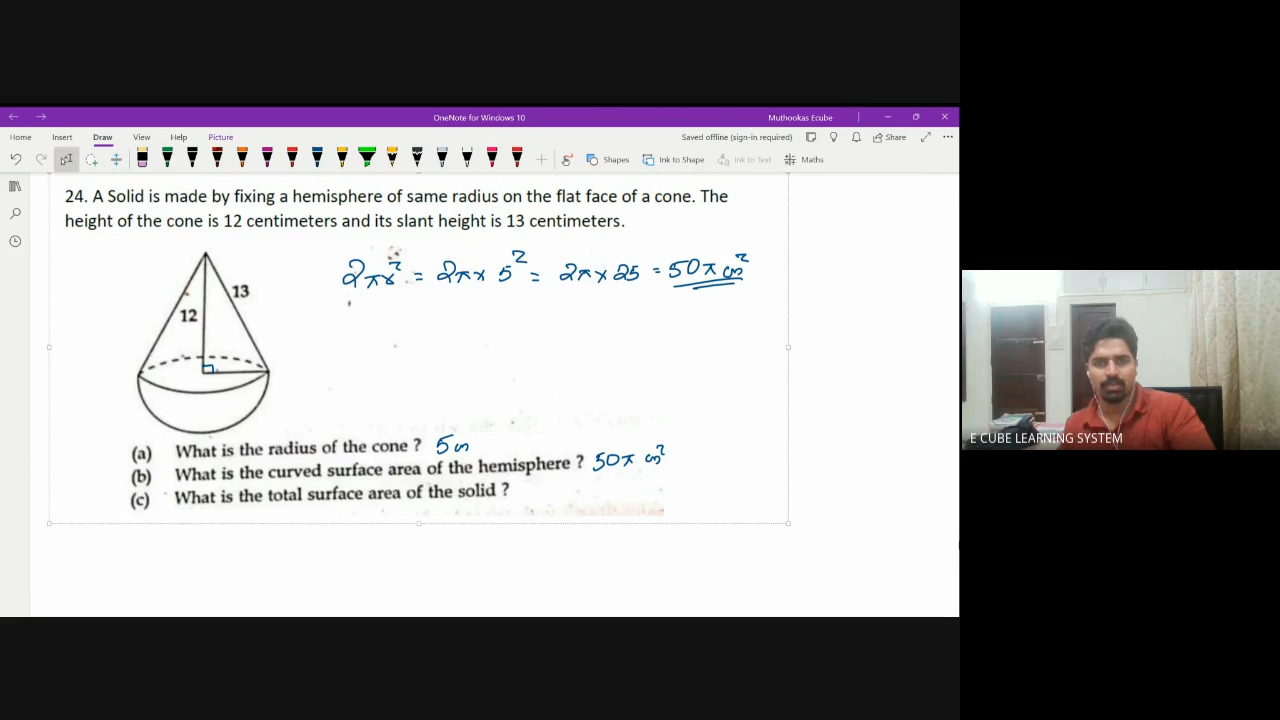 OneNote for Windows 10
Muthookas Ecube
Home Insert Draw View Help Picture
Saved offline (sign-in required)
Share
Shapes
Ink to Shape
Ink to Text
Maths
24. A Solid is made by fixing a hemisphere of same radius on the flat face of a cone. The
height of the cone is 12 centimeters and its slant height is 13 centimeters.
2πr² = 2π × 5² = 2π × 25 = 50π cm²
13
12
(a) What is the radius of the cone ? 5cm
(b) What is the curved surface area of the hemisphere ? 50π cm²
(c) What is the total surface area of the solid ?
E CUBE LEARNING SYSTEM